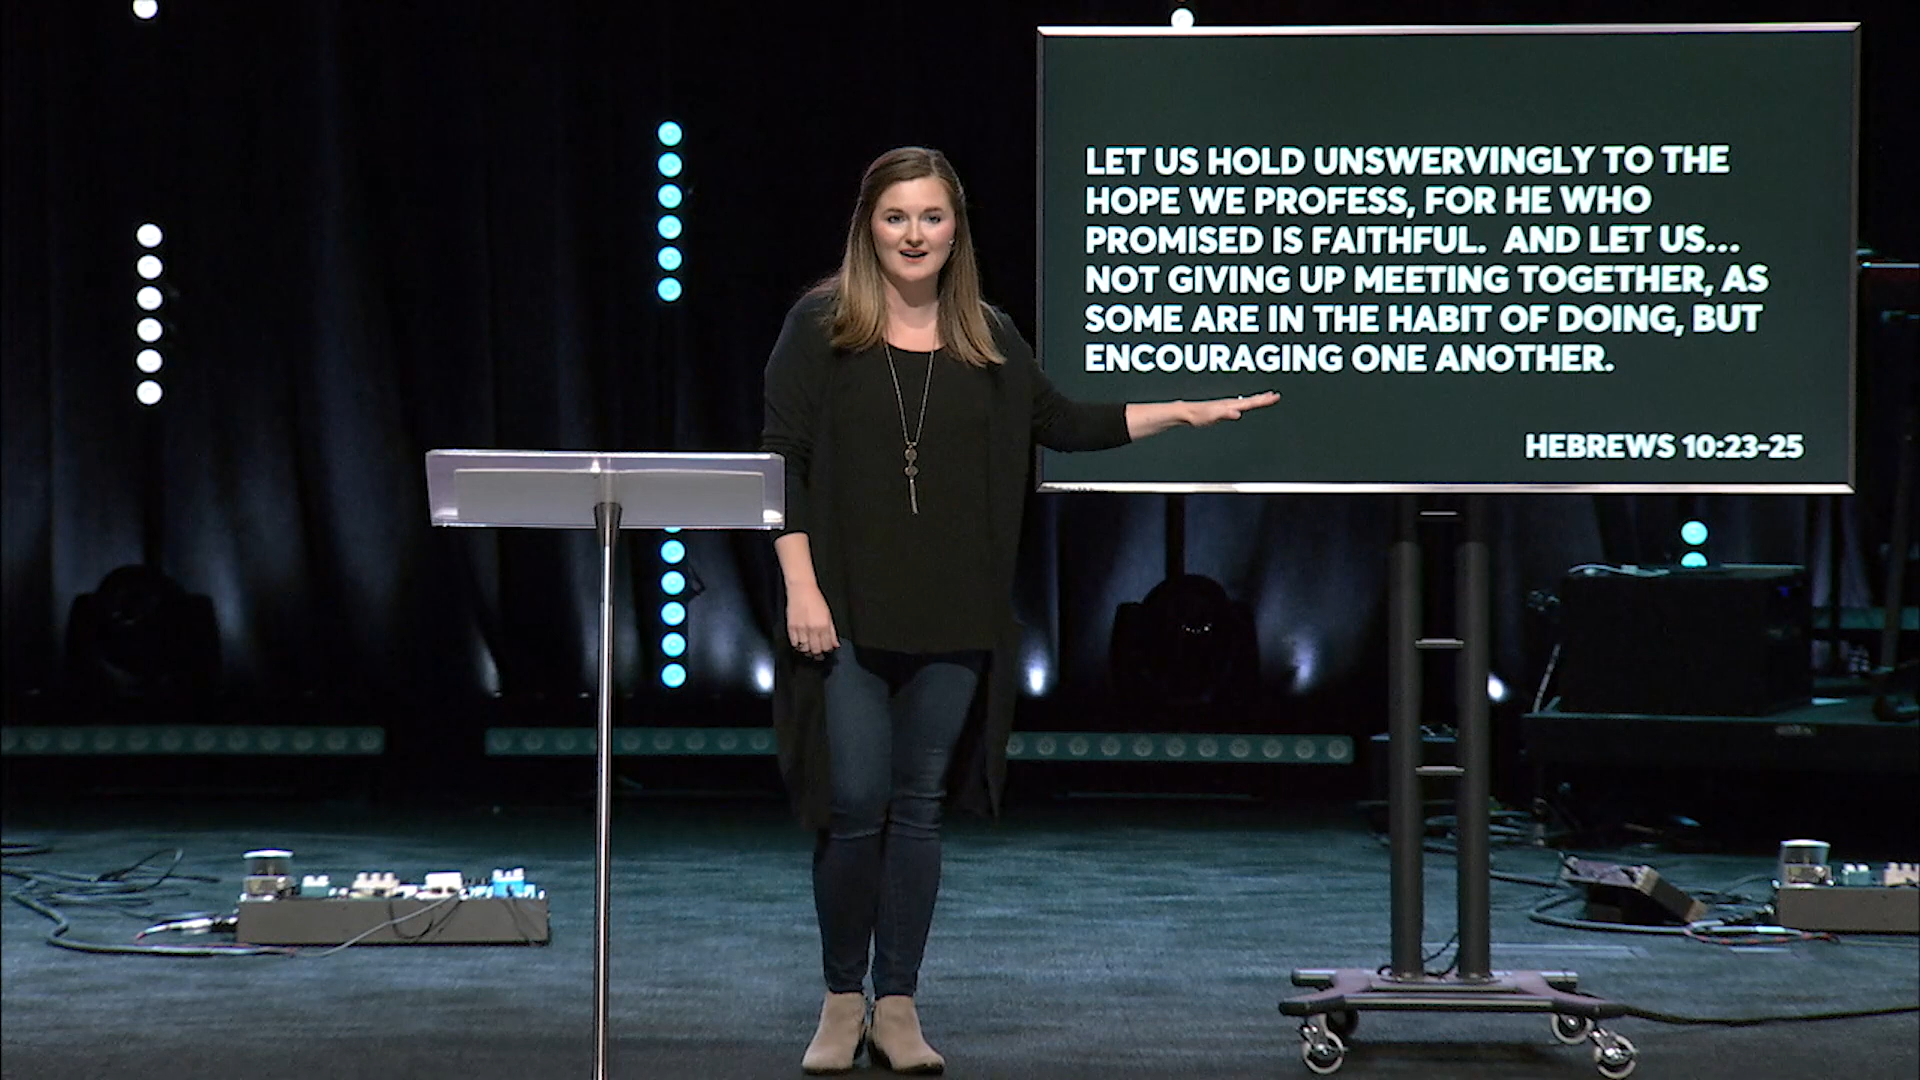 LET US HOLD UNSWERVINGLY TO THE
HOPE WE PROFESS, FOR HE WHO
PROMISED IS FAITHFUL.  AND LET US...
NOT GIVING UP MEETING TOGETHER, AS
SOME ARE IN THE HABIT OF DOING, BUT
ENCOURAGING ONE ANOTHER.
HEBREWS 10:23-25